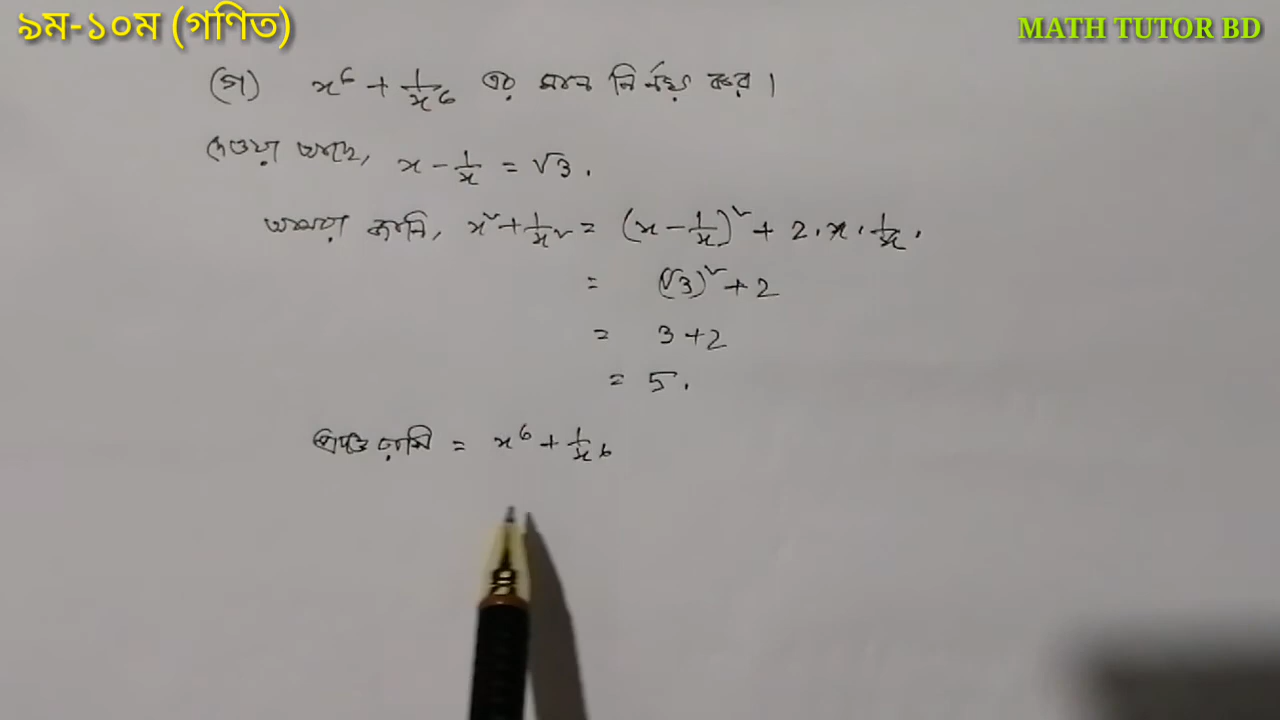 ৯ম-১০ম (গণিত)
MATH TUTOR BD
(গ) x⁶ + 1/x⁶ এর মান নির্ণয় কর।
দেওয়া আছে, x - 1/x = √3.
আমরা জানি, x² + 1/x² = (x - 1/x)² + 2.x.1/x.
= (√3)² + 2
= 3 + 2
= 5.
প্রদত্ত রাশি = x⁶ + 1/x⁶